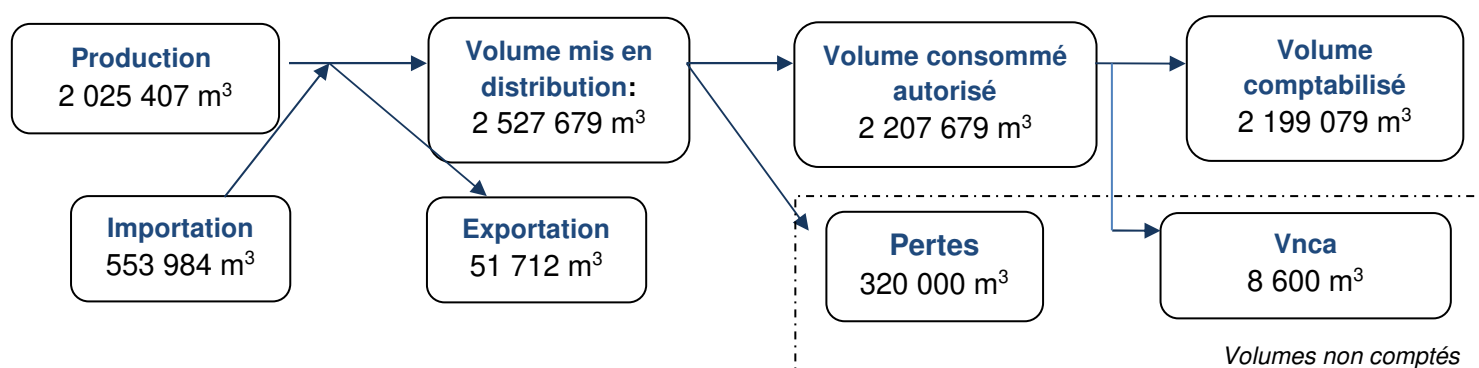 Production
2 025 407 m³
Volume mis en
distribution:
2 527 679 m³
Volume consommé
autorisé
2 207 679 m³
Volume
comptabilisé
2 199 079 m³
Importation
553 984 m³
Exportation
51 712 m³
Pertes
320 000 m³
Vnca
8 600 m³
Volumes non comptés